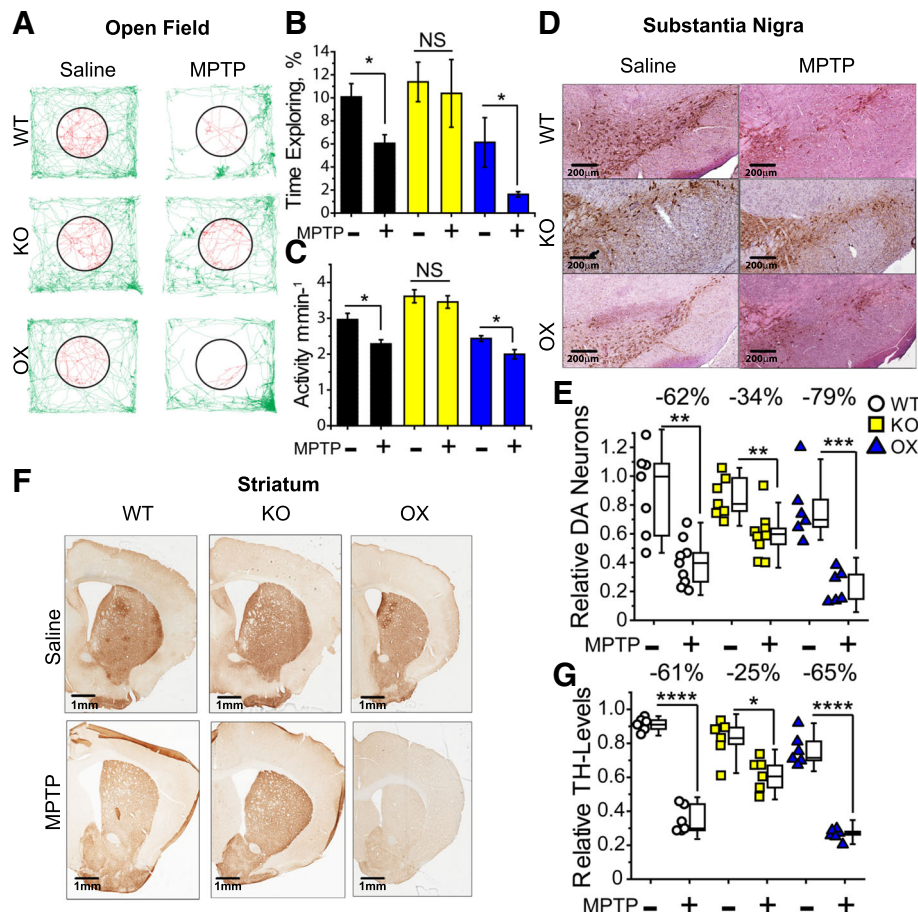 A
Open Field
Saline
MPTP
WT
KO
OX
B
Time Exploring, %
14
12
10
8
6
4
2
0
*
NS
*
MPTP - + - + - +
C
Activity m·min-1
4
3
2
1
0
*
NS
*
MPTP - + - + - +
D
Substantia Nigra
Saline
MPTP
WT
200μm
200μm
KO
200μm
200μm
OX
200μm
200μm
E
-62% -34% -79%
WT
KO
OX
Relative DA Neurons
1.2
1.0
0.8
0.6
0.4
0.2
0
**
**
***
MPTP - + - + - +
F
Striatum
WT
KO
OX
Saline
1mm
1mm
1mm
MPTP
1mm
1mm
1mm
G
-61% -25% -65%
Relative TH-Levels
1.0
0.8
0.6
0.4
0.2
0
****
*
****
MPTP - + - + - +